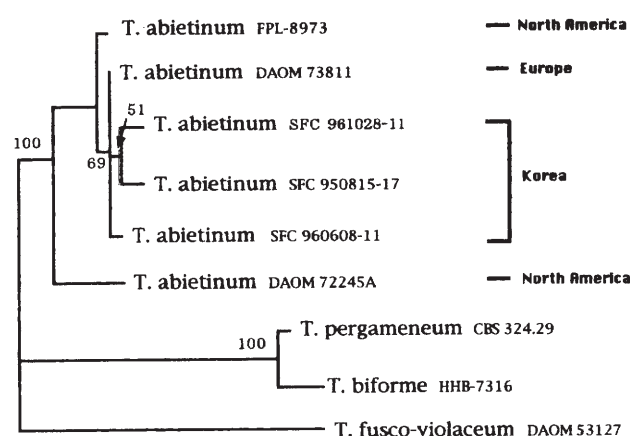 T. abietinum FPL-8973 North America
T. abietinum DAOM 73811 Europe
51
T. abietinum SFC 961028-11
100
69
T. abietinum SFC 950815-17 Korea
T. abietinum SFC 960608-11
T. abietinum DAOM 72245A North America
T. pergameneum CBS 324.29
100
T. biforme HHB-7316
T. fusco-violaceum DAOM 53127